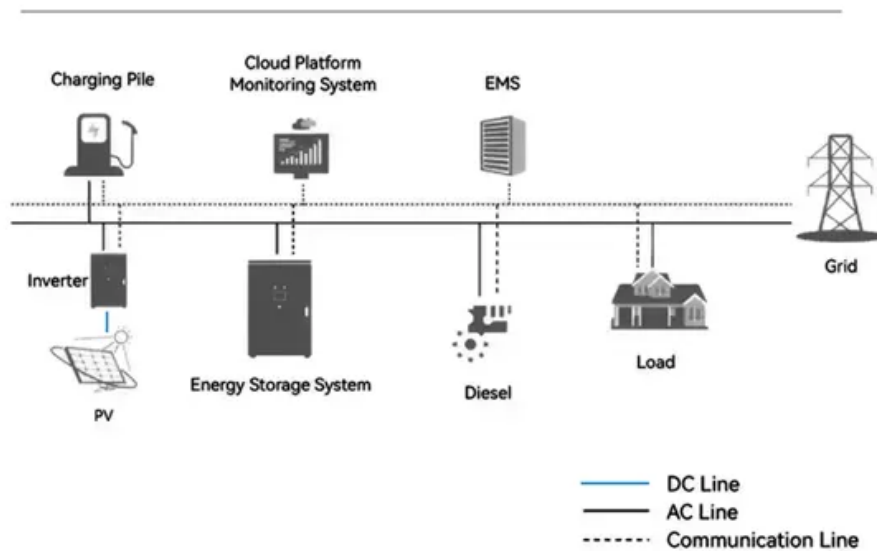 Charging Pile
Cloud Platform
Monitoring System
EMS
Grid
Inverter
PV
Energy Storage System
Diesel
Load
DC Line
AC Line
Communication Line